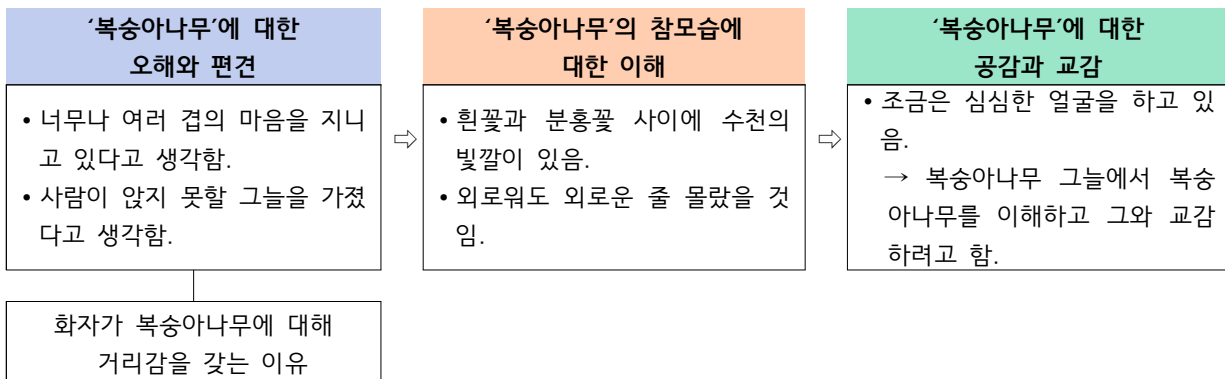 ‘복숭아나무’에 대한
오해와 편견
• 너무나 여러 겹의 마음을 지니
고 있다고 생각함.
• 사람이 앉지 못할 그늘을 가졌
다고 생각함.
화자가 복숭아나무에 대해
거리감을 갖는 이유
⇨
‘복숭아나무’의 참모습에
대한 이해
• 흰꽃과 분홍꽃 사이에 수천의
빛깔이 있음.
• 외로워도 외로운 줄 몰랐을 것
임.
⇨
‘복숭아나무’에 대한
공감과 교감
• 조금은 심심한 얼굴을 하고 있
음.
→ 복숭아나무 그늘에서 복숭
아나무를 이해하고 그와 교감
하려고 함.